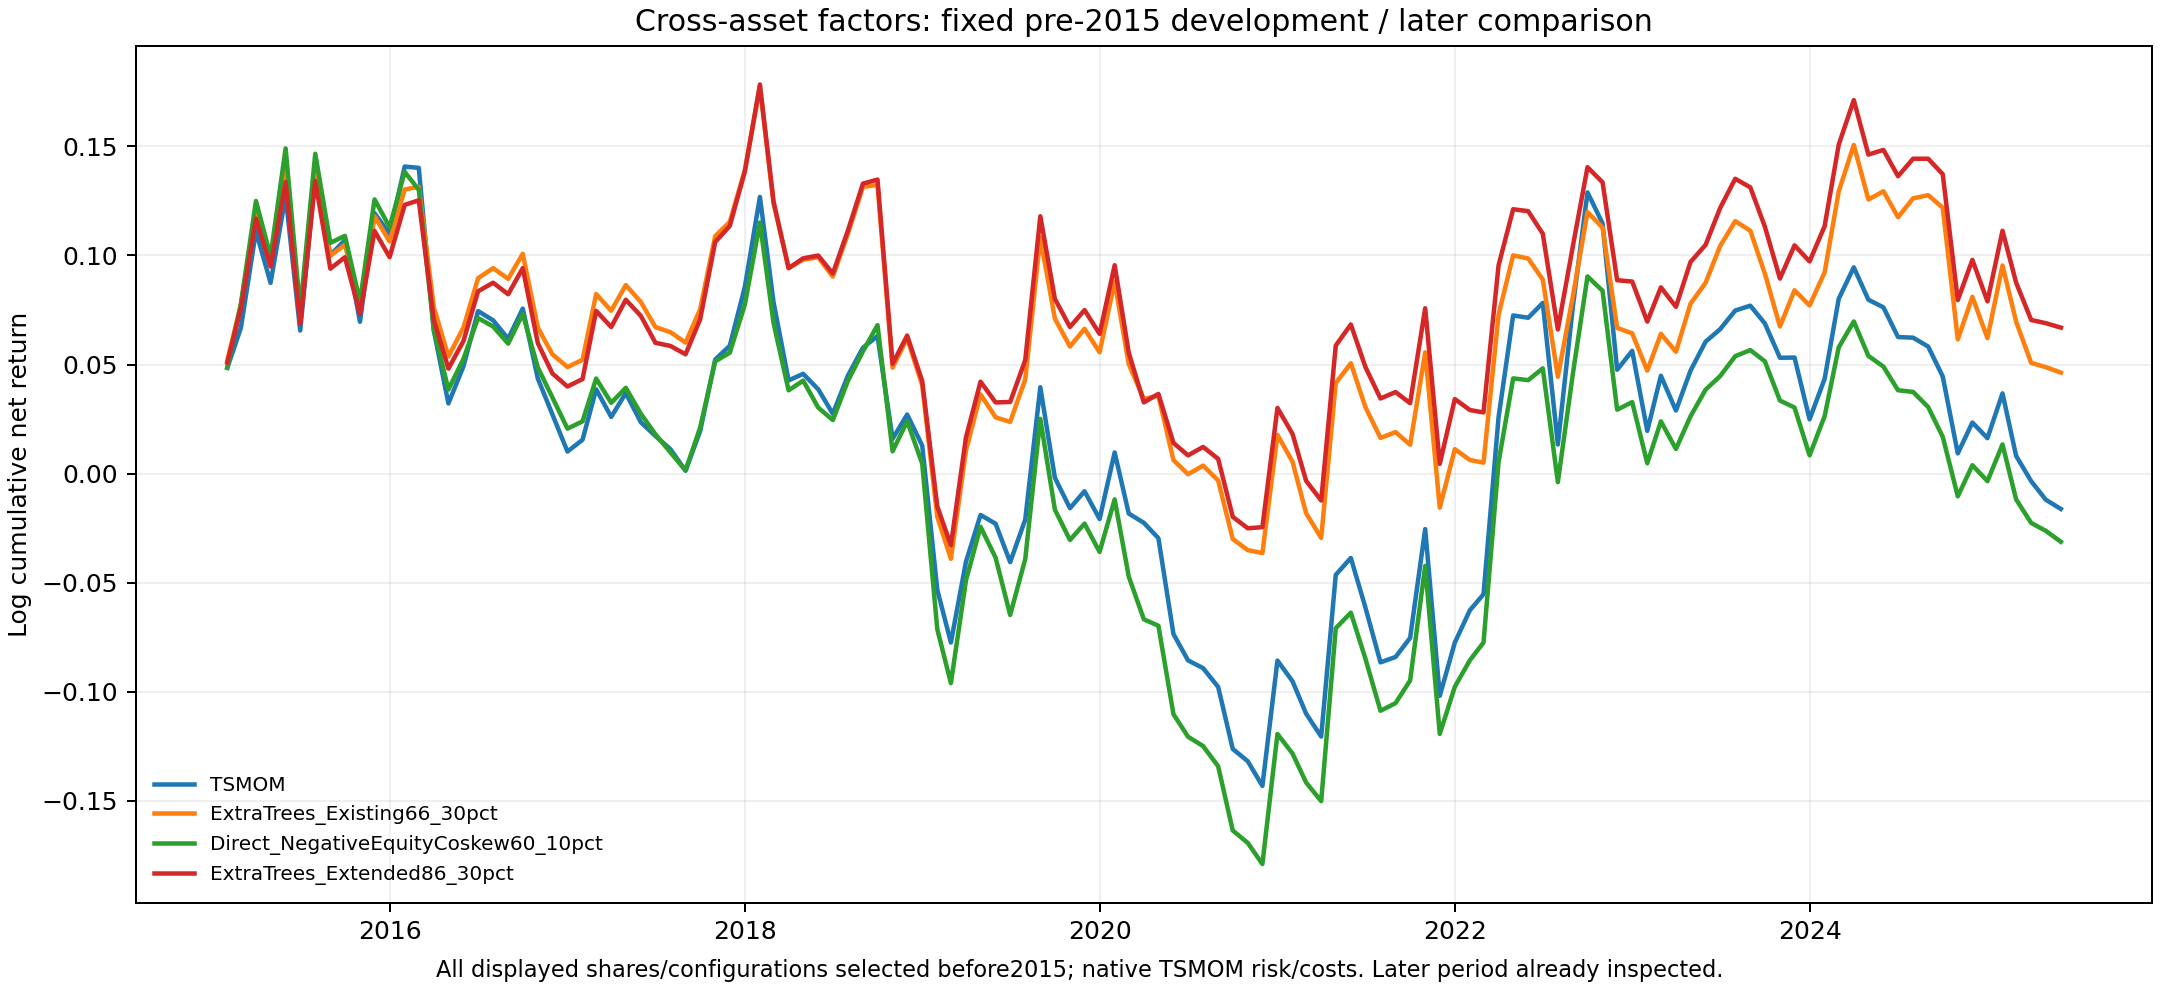 Cross-asset factors: fixed pre-2015 development / later comparison
Log cumulative net return
0.15
0.10
0.05
0.00
−0.05
−0.10
−0.15
TSMOM
ExtraTrees_Existing66_30pct
Direct_NegativeEquityCoskew60_10pct
ExtraTrees_Extended86_30pct
2016 2018 2020 2022 2024
All displayed shares/configurations selected before2015; native TSMOM risk/costs. Later period already inspected.